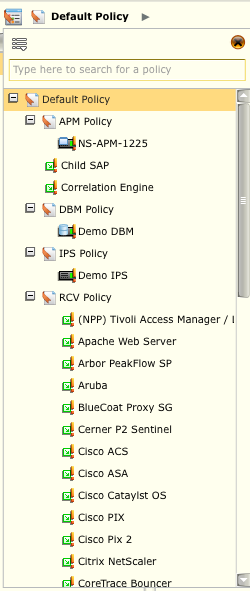 Default Policy
Type here to search for a policy
Default Policy
APM Policy
NS-APM-1225
Child SAP
Correlation Engine
DBM Policy
Demo DBM
IPS Policy
Demo IPS
RCV Policy
(NPP) Tivoli Access Manager /
Apache Web Server
Arbor PeakFlow SP
Aruba
BlueCoat Proxy SG
Cerner P2 Sentinel
Cisco ACS
Cisco ASA
Cisco Cataylst OS
Cisco PIX
Cisco Pix 2
Citrix NetScaler
CoreTrace Bouncer